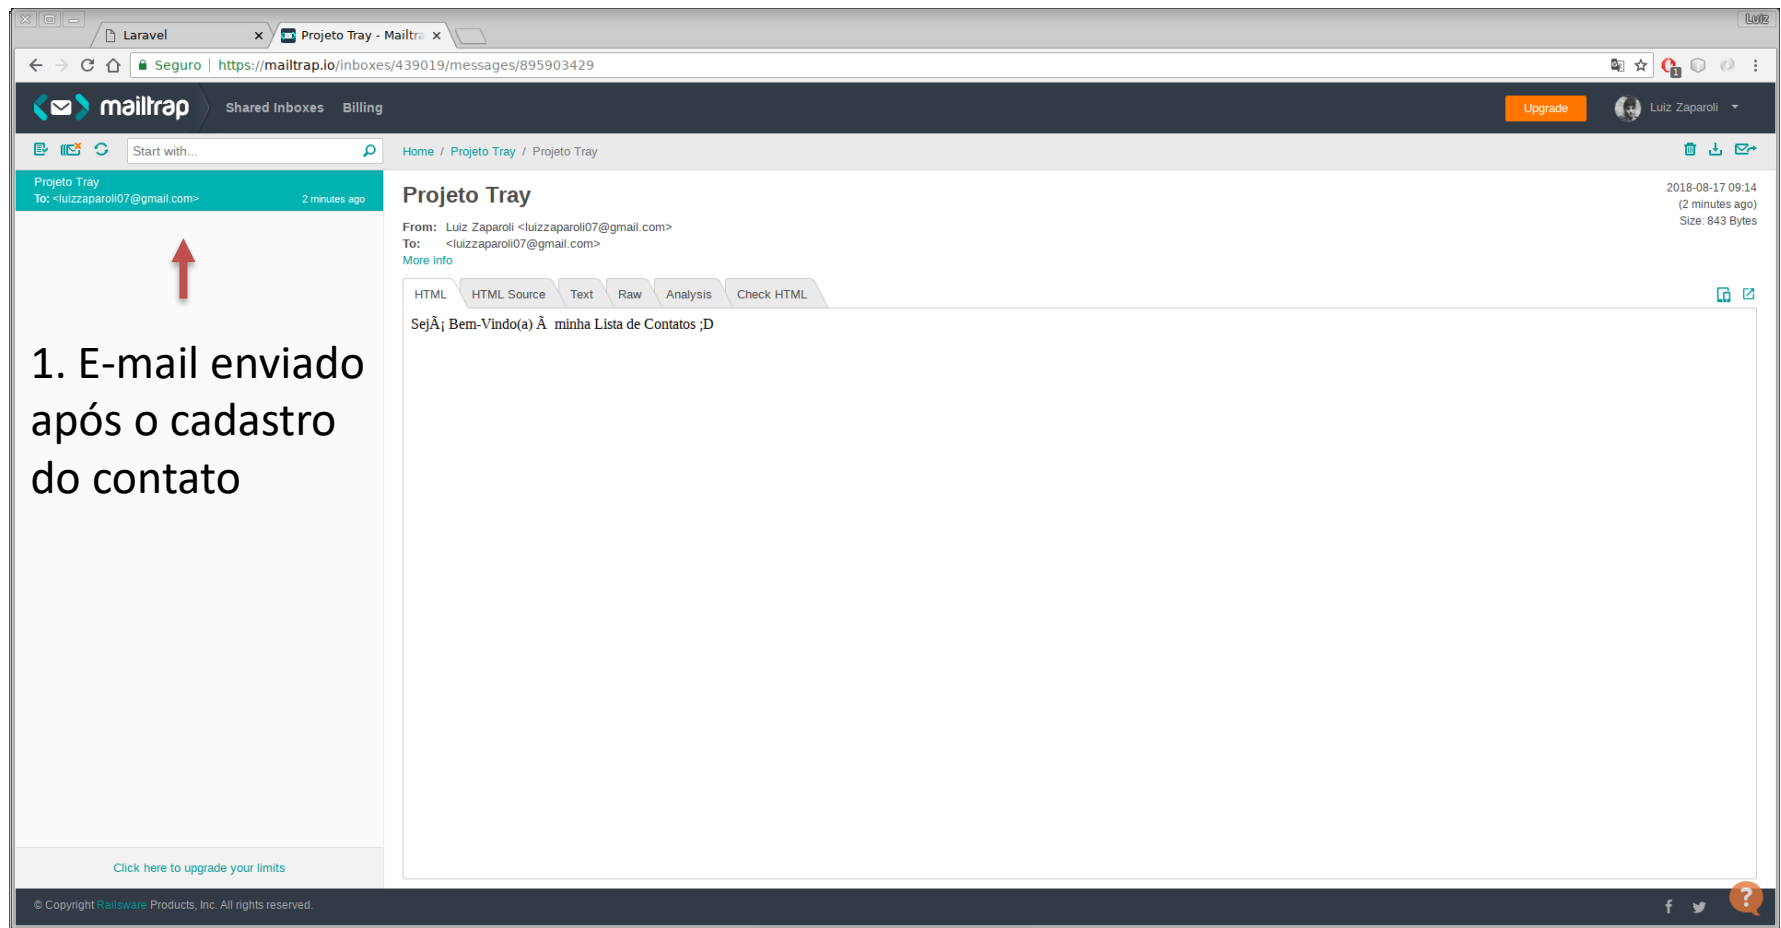 Luiz
Laravel
Projeto Tray - Mailtra
Seguro | https://mailtrap.io/inboxes/439019/messages/895903429
1
mailtrap
Shared Inboxes Billing
Upgrade
Luiz Zaparoli
Start with...
Home / Projeto Tray / Projeto Tray
Projeto Tray
To: <luizzaparoli07@gmail.com> 2 minutes ago
Projeto Tray
2018-08-17 09:14
(2 minutes ago)
Size: 843 Bytes
From: Luiz Zaparoli <luizzaparoli07@gmail.com>
To: <luizzaparoli07@gmail.com>
More info
HTML HTML Source Text Raw Analysis Check HTML
SejÃ¡ Bem-Vindo(a) Ã  minha Lista de Contatos ;D
1. E-mail enviado
após o cadastro
do contato
Click here to upgrade your limits
© Copyright Railsware Products, Inc. All rights reserved.
?